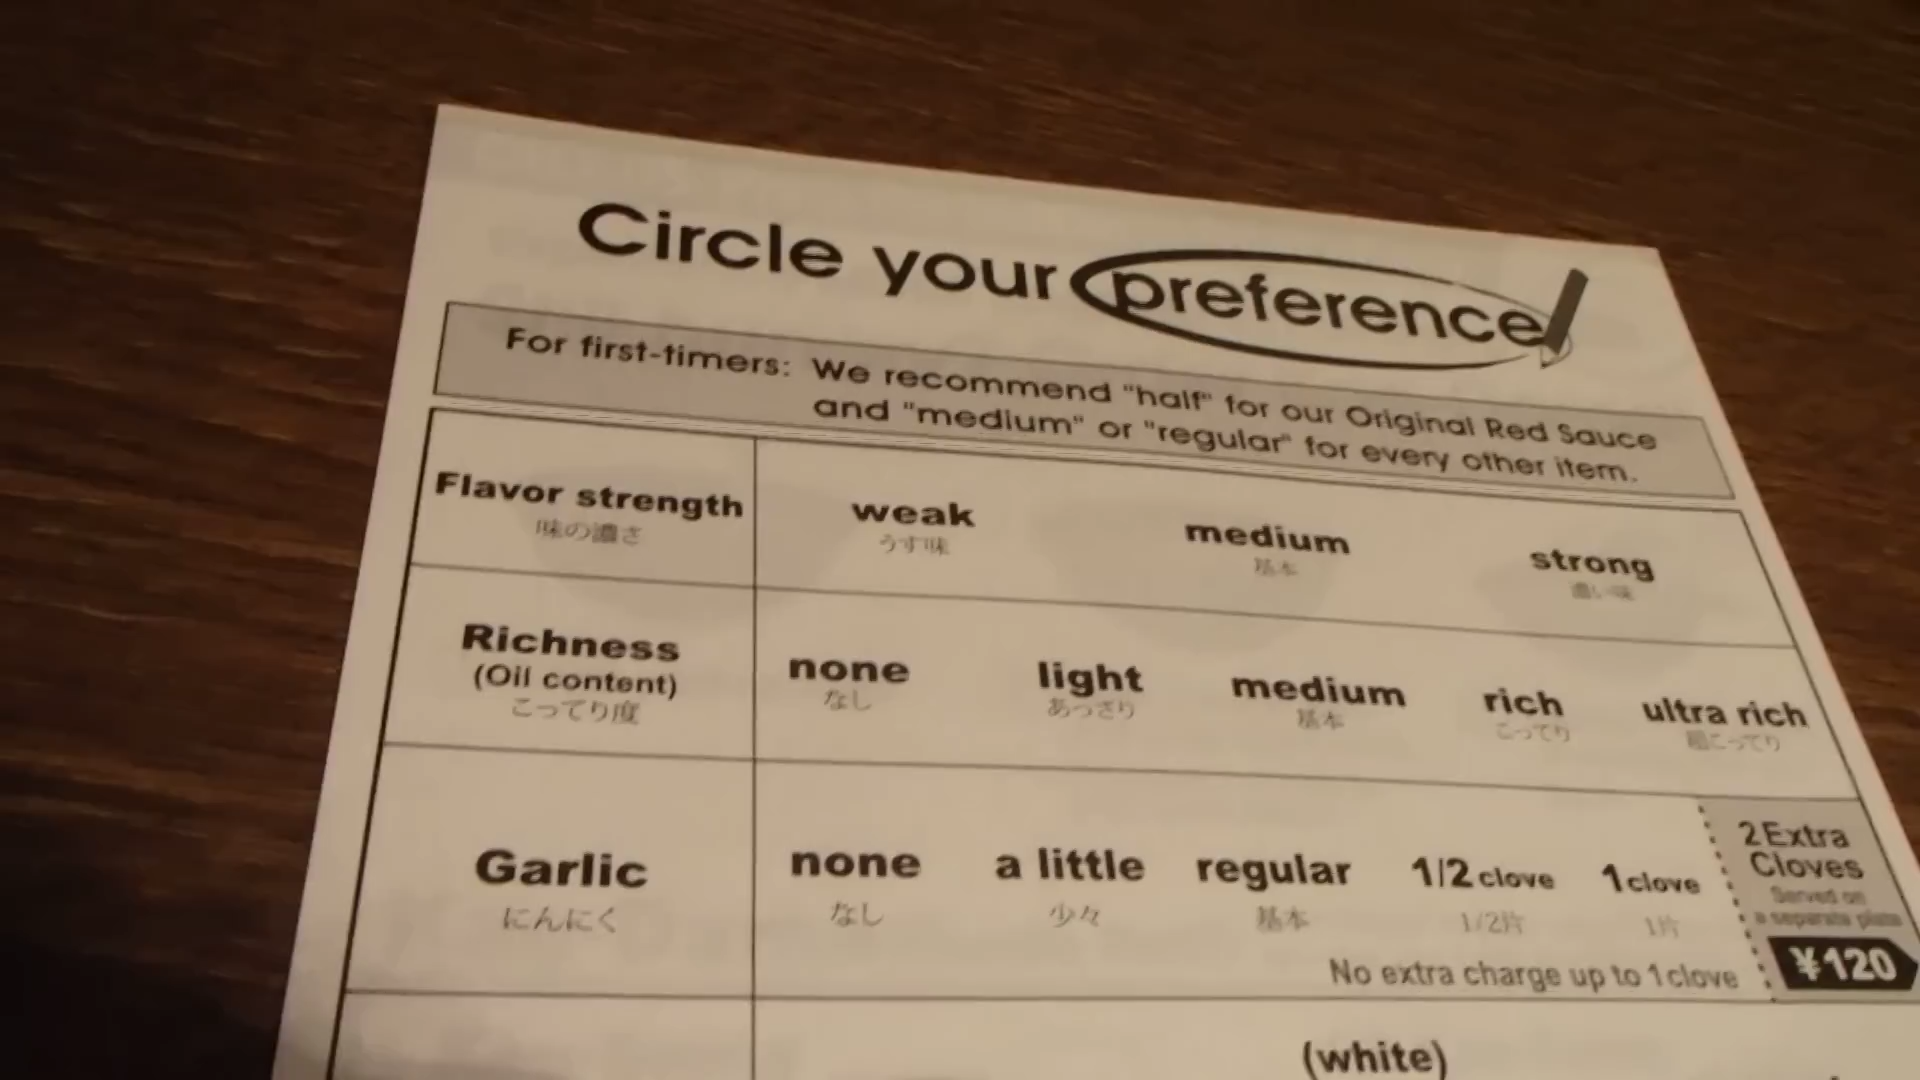 Circle your preference
For first-timers: We recommend "half" for our Original Red Sauce
and "medium" or "regular" for every other item.
Flavor strength weak medium strong
味の濃さ うす味 基本 濃い味
Richness
(Oil content) none light medium rich ultra rich
こってり度 なし あっさり 基本 こってり 超こってり
Garlic none a little regular 1/2 clove 1 clove
にんにく なし 少々 基本 1/2片 1片
No extra charge up to 1 clove
2 Extra
Cloves
Served on
a separate plate
¥120
(white)